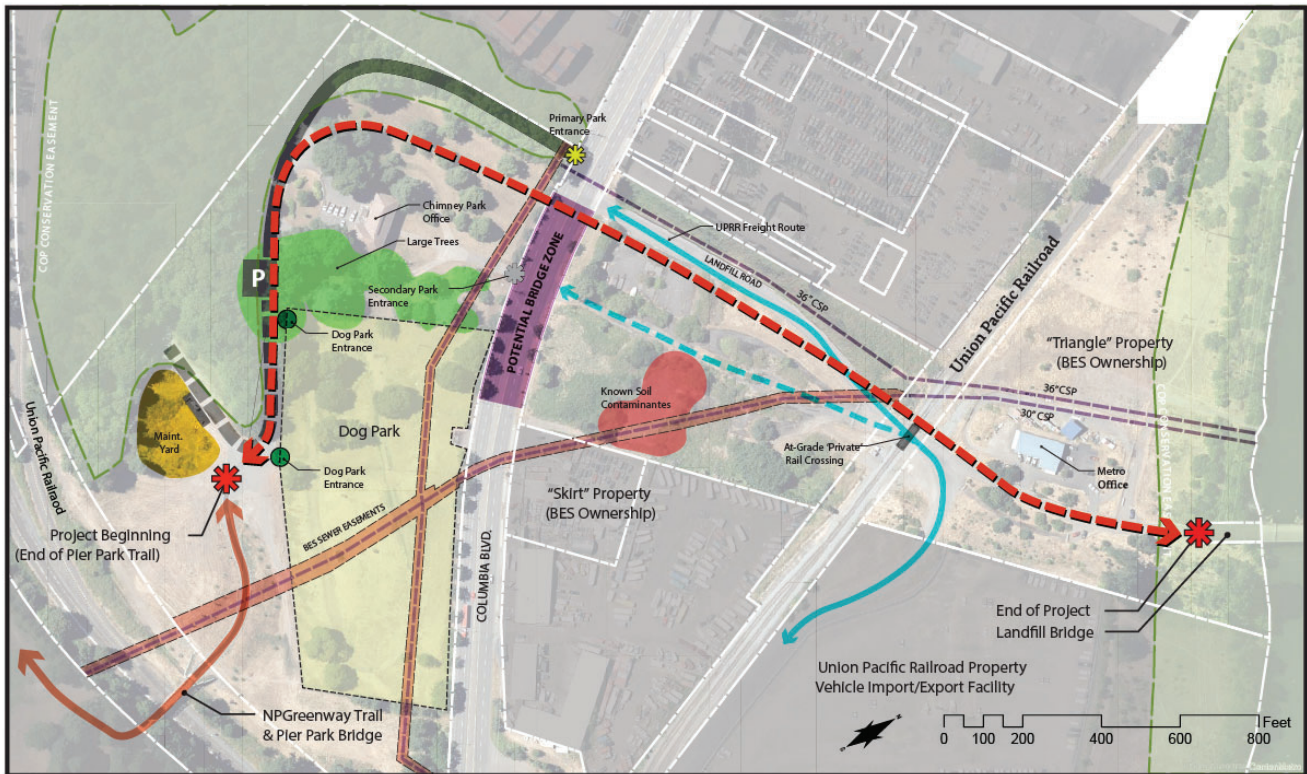 COP CONSERVATION EASEMENT
Primary Park
Entrance
Chimney Park
Office
Large Trees
UPRR Freight Route
LANDFILL ROAD
36" CSP
P
Secondary Park
Entrance
POTENTIAL BRIDGE ZONE
Union Pacific Railroad
Dog Park
Entrance
"Triangle" Property
(BES Ownership)
Known Soil
Contaminantes
36"CSP
30" CSP
Maint.
Yard
Dog Park
At-Grade 'Private'
Rail Crossing
Metro
Office
Union Pacific Railraod
Dog Park
Entrance
"Skirt" Property
(BES Ownership)
Project Beginning
(End of Pier Park Trail)
BES SEWER EASEMENTS
COLUMBIA BLVD.
End of Project
Landfill Bridge
Union Pacific Railroad Property
Vehicle Import/Export Facility
NPGreenway Trail
& Pier Park Bridge
Feet
0 100 200 400 600 800